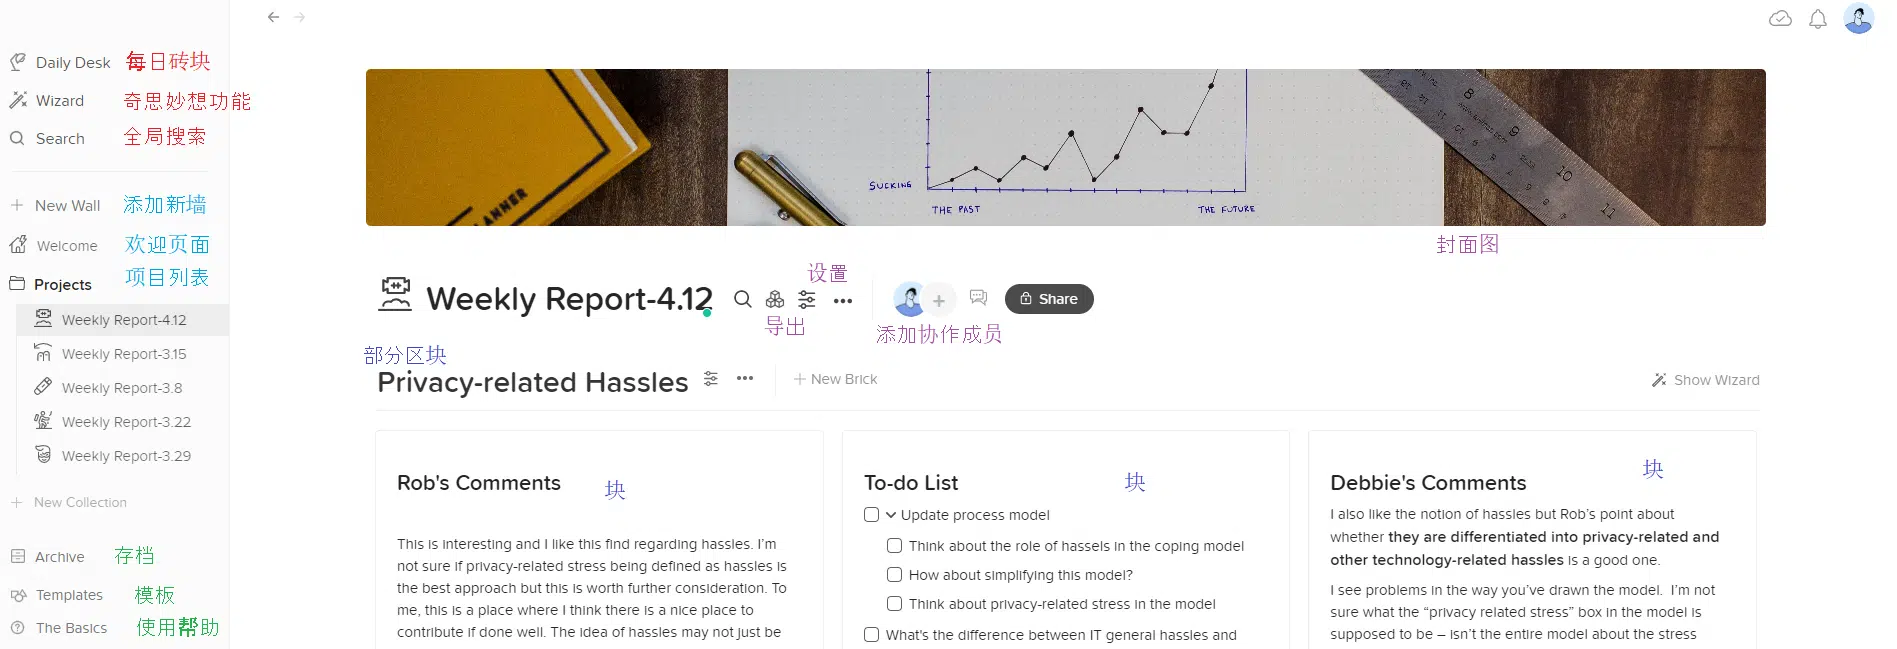 Daily Desk 每日砖块
Wizard 奇思妙想功能
Search 全局搜索
New Wall 添加新墙
Welcome 欢迎页面
项目列表
Projects
Weekly Report-4.12
Weekly Report-3.15
Weekly Report-3.8
Weekly Report-3.22
Weekly Report-3.29
New Collection
Archive 存档
Templates 模板
The Basics 使用帮助
PLANNER
SUCKING
THE PAST
THE FUTURE
8
9
10
11
封面图
设置
Weekly Report-4.12
Share
导出
添加协作成员
部分区块
Privacy-related Hassles
New Brick
Show Wizard
Rob's Comments 块
This is interesting and I like this find regarding hassles. I'm
not sure if privacy-related stress being defined as hassles is
the best approach but this is worth further consideration. To
me, this is a place where I think there is a nice place to
contribute if done well. The idea of hassles may not just be
To-do List 块
Update process model
Think about the role of hassels in the coping model
How about simplifying this model?
Think about privacy-related stress in the model
What's the difference between IT general hassles and
块
Debbie's Comments
I also like the notion of hassles but Rob's point about
whether they are differentiated into privacy-related and
other technology-related hassles is a good one.
I see problems in the way you've drawn the model. I'm not
sure what the “privacy related stress” box in the model is
supposed to be – isn't the entire model about the stress